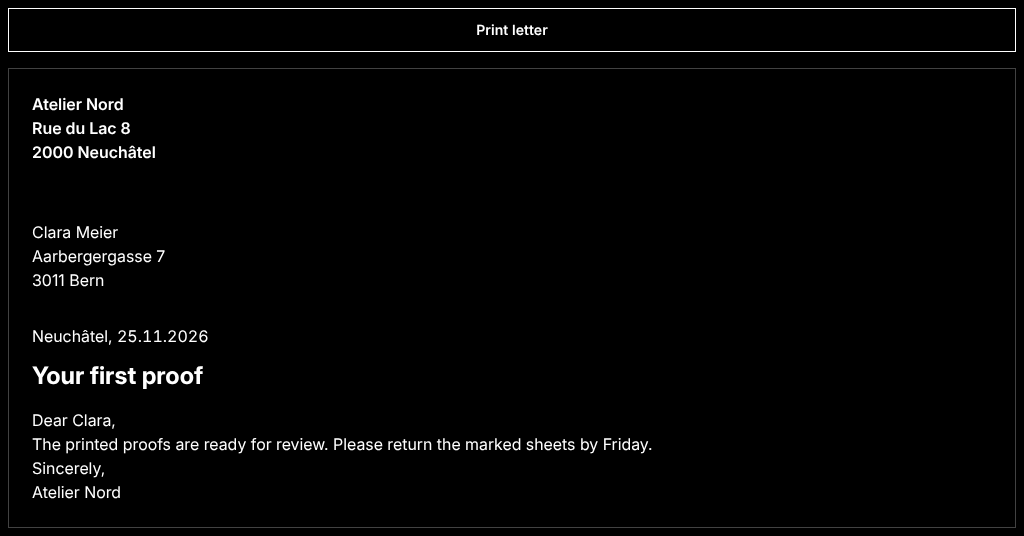 Print letter
Atelier Nord
Rue du Lac 8
2000 Neuchâtel
Clara Meier
Aarbergergasse 7
3011 Bern
Neuchâtel, 25.11.2026
Your first proof
Dear Clara,
The printed proofs are ready for review. Please return the marked sheets by Friday.
Sincerely,
Atelier Nord